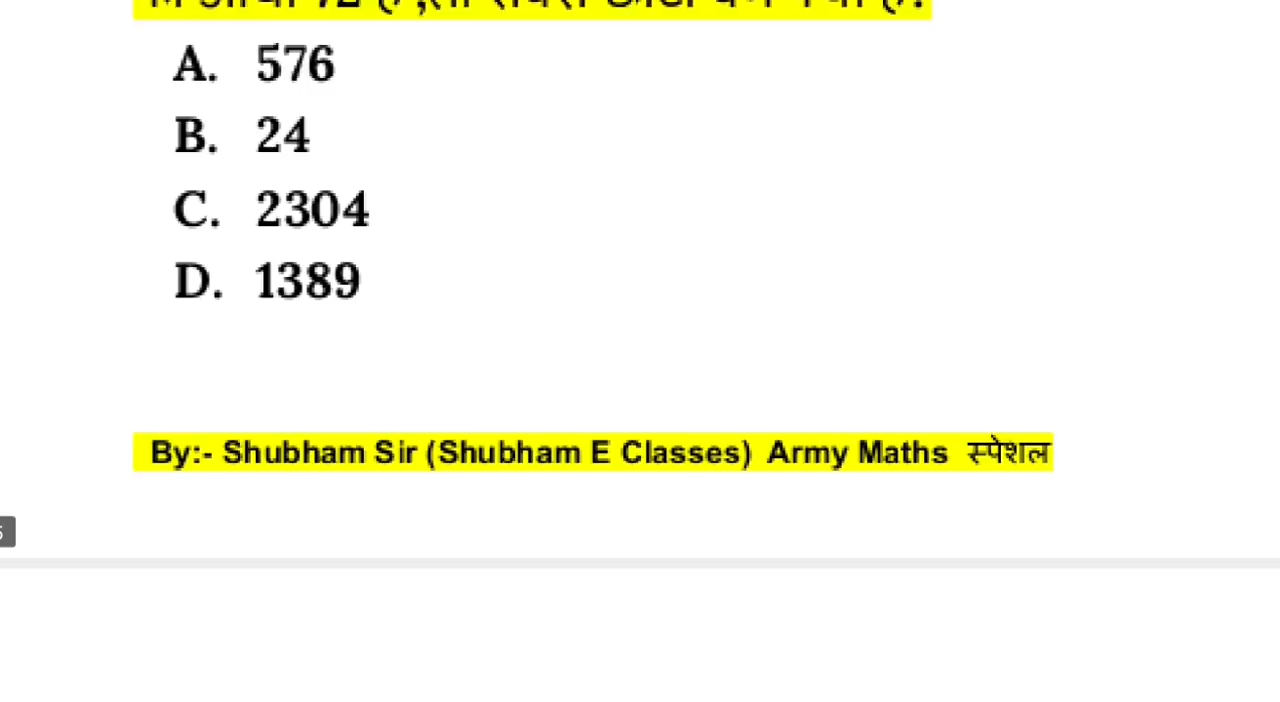 A. 576
B. 24
C. 2304
D. 1389
By:- Shubham Sir (Shubham E Classes) Army Maths स्पेशल